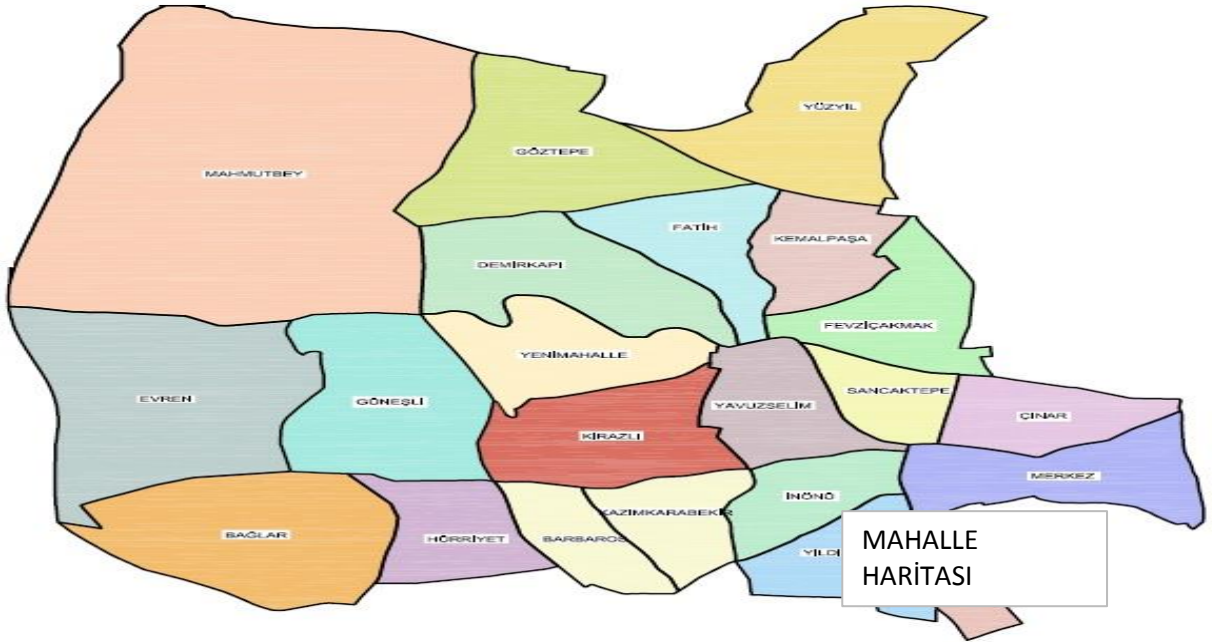 YÜZYIL
GÖZTEPE
MAHMUTBEY
FATİH
KEMALPAŞA
DEMİRKAPI
FEVZİÇAKMAK
YENİMAHALLE
SANCAKTEPE
EVREN
GÜNEŞLİ
YAVUZSELİM
ÇINAR
KİRAZLI
MERKEZ
İNÖNÜ
KAZIMKARABEKİR
BAĞLAR
HÜRRİYET
BARBAROS
YILDI
MAHALLE
HARİTASI